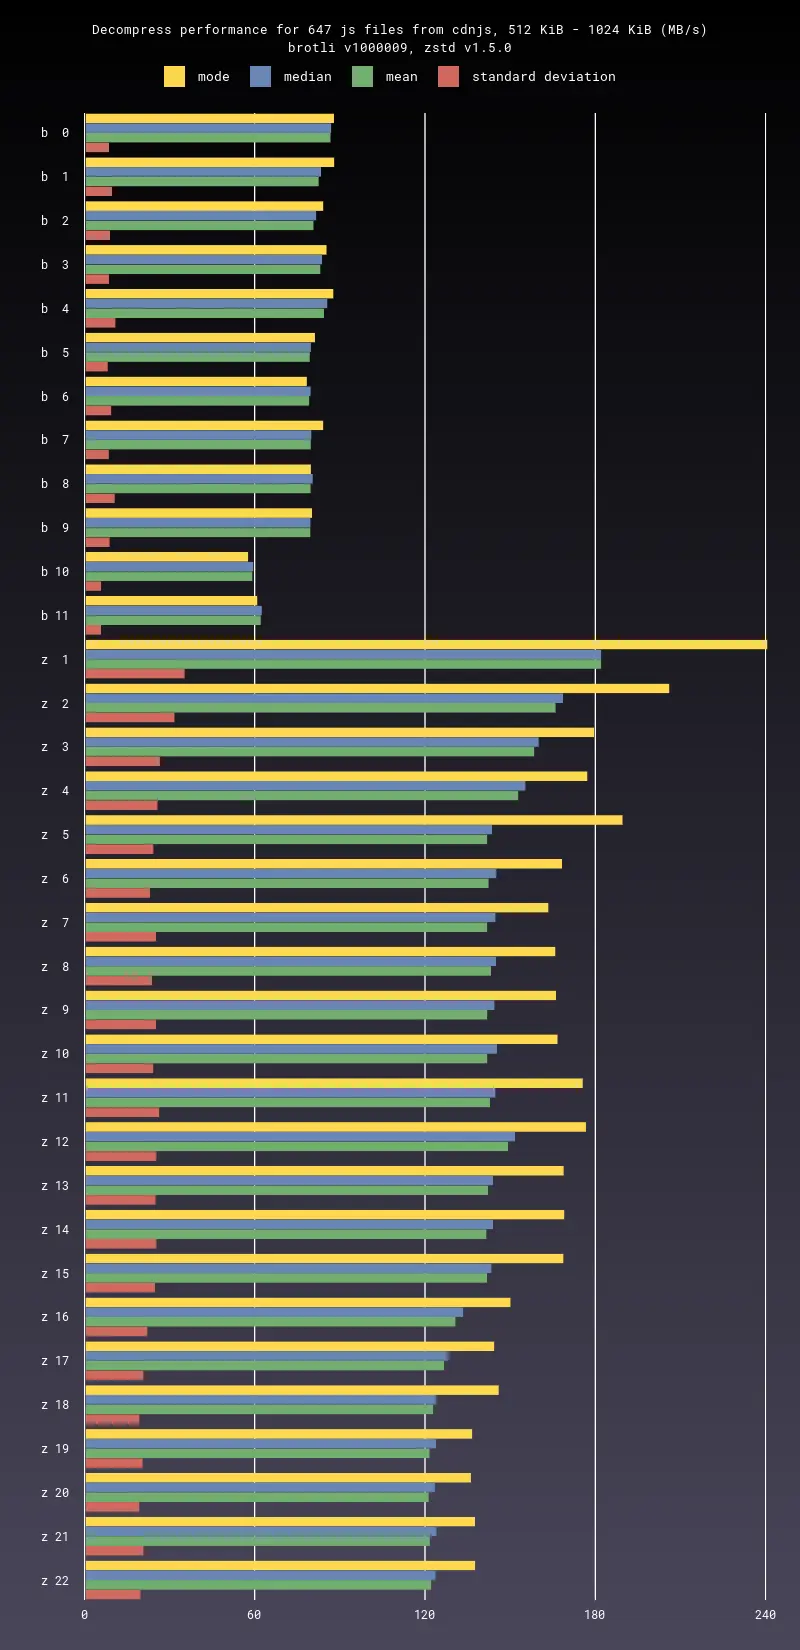 Decompress performance for 647 js files from cdnjs, 512 KiB - 1024 KiB (MB/s)
brotli v1000009, zstd v1.5.0
mode median mean standard deviation
b 0
b 1
b 2
b 3
b 4
b 5
b 6
b 7
b 8
b 9
b 10
b 11
z 1
z 2
z 3
z 4
z 5
z 6
z 7
z 8
z 9
z 10
z 11
z 12
z 13
z 14
z 15
z 16
z 17
z 18
z 19
z 20
z 21
z 22
0 60 120 180 240